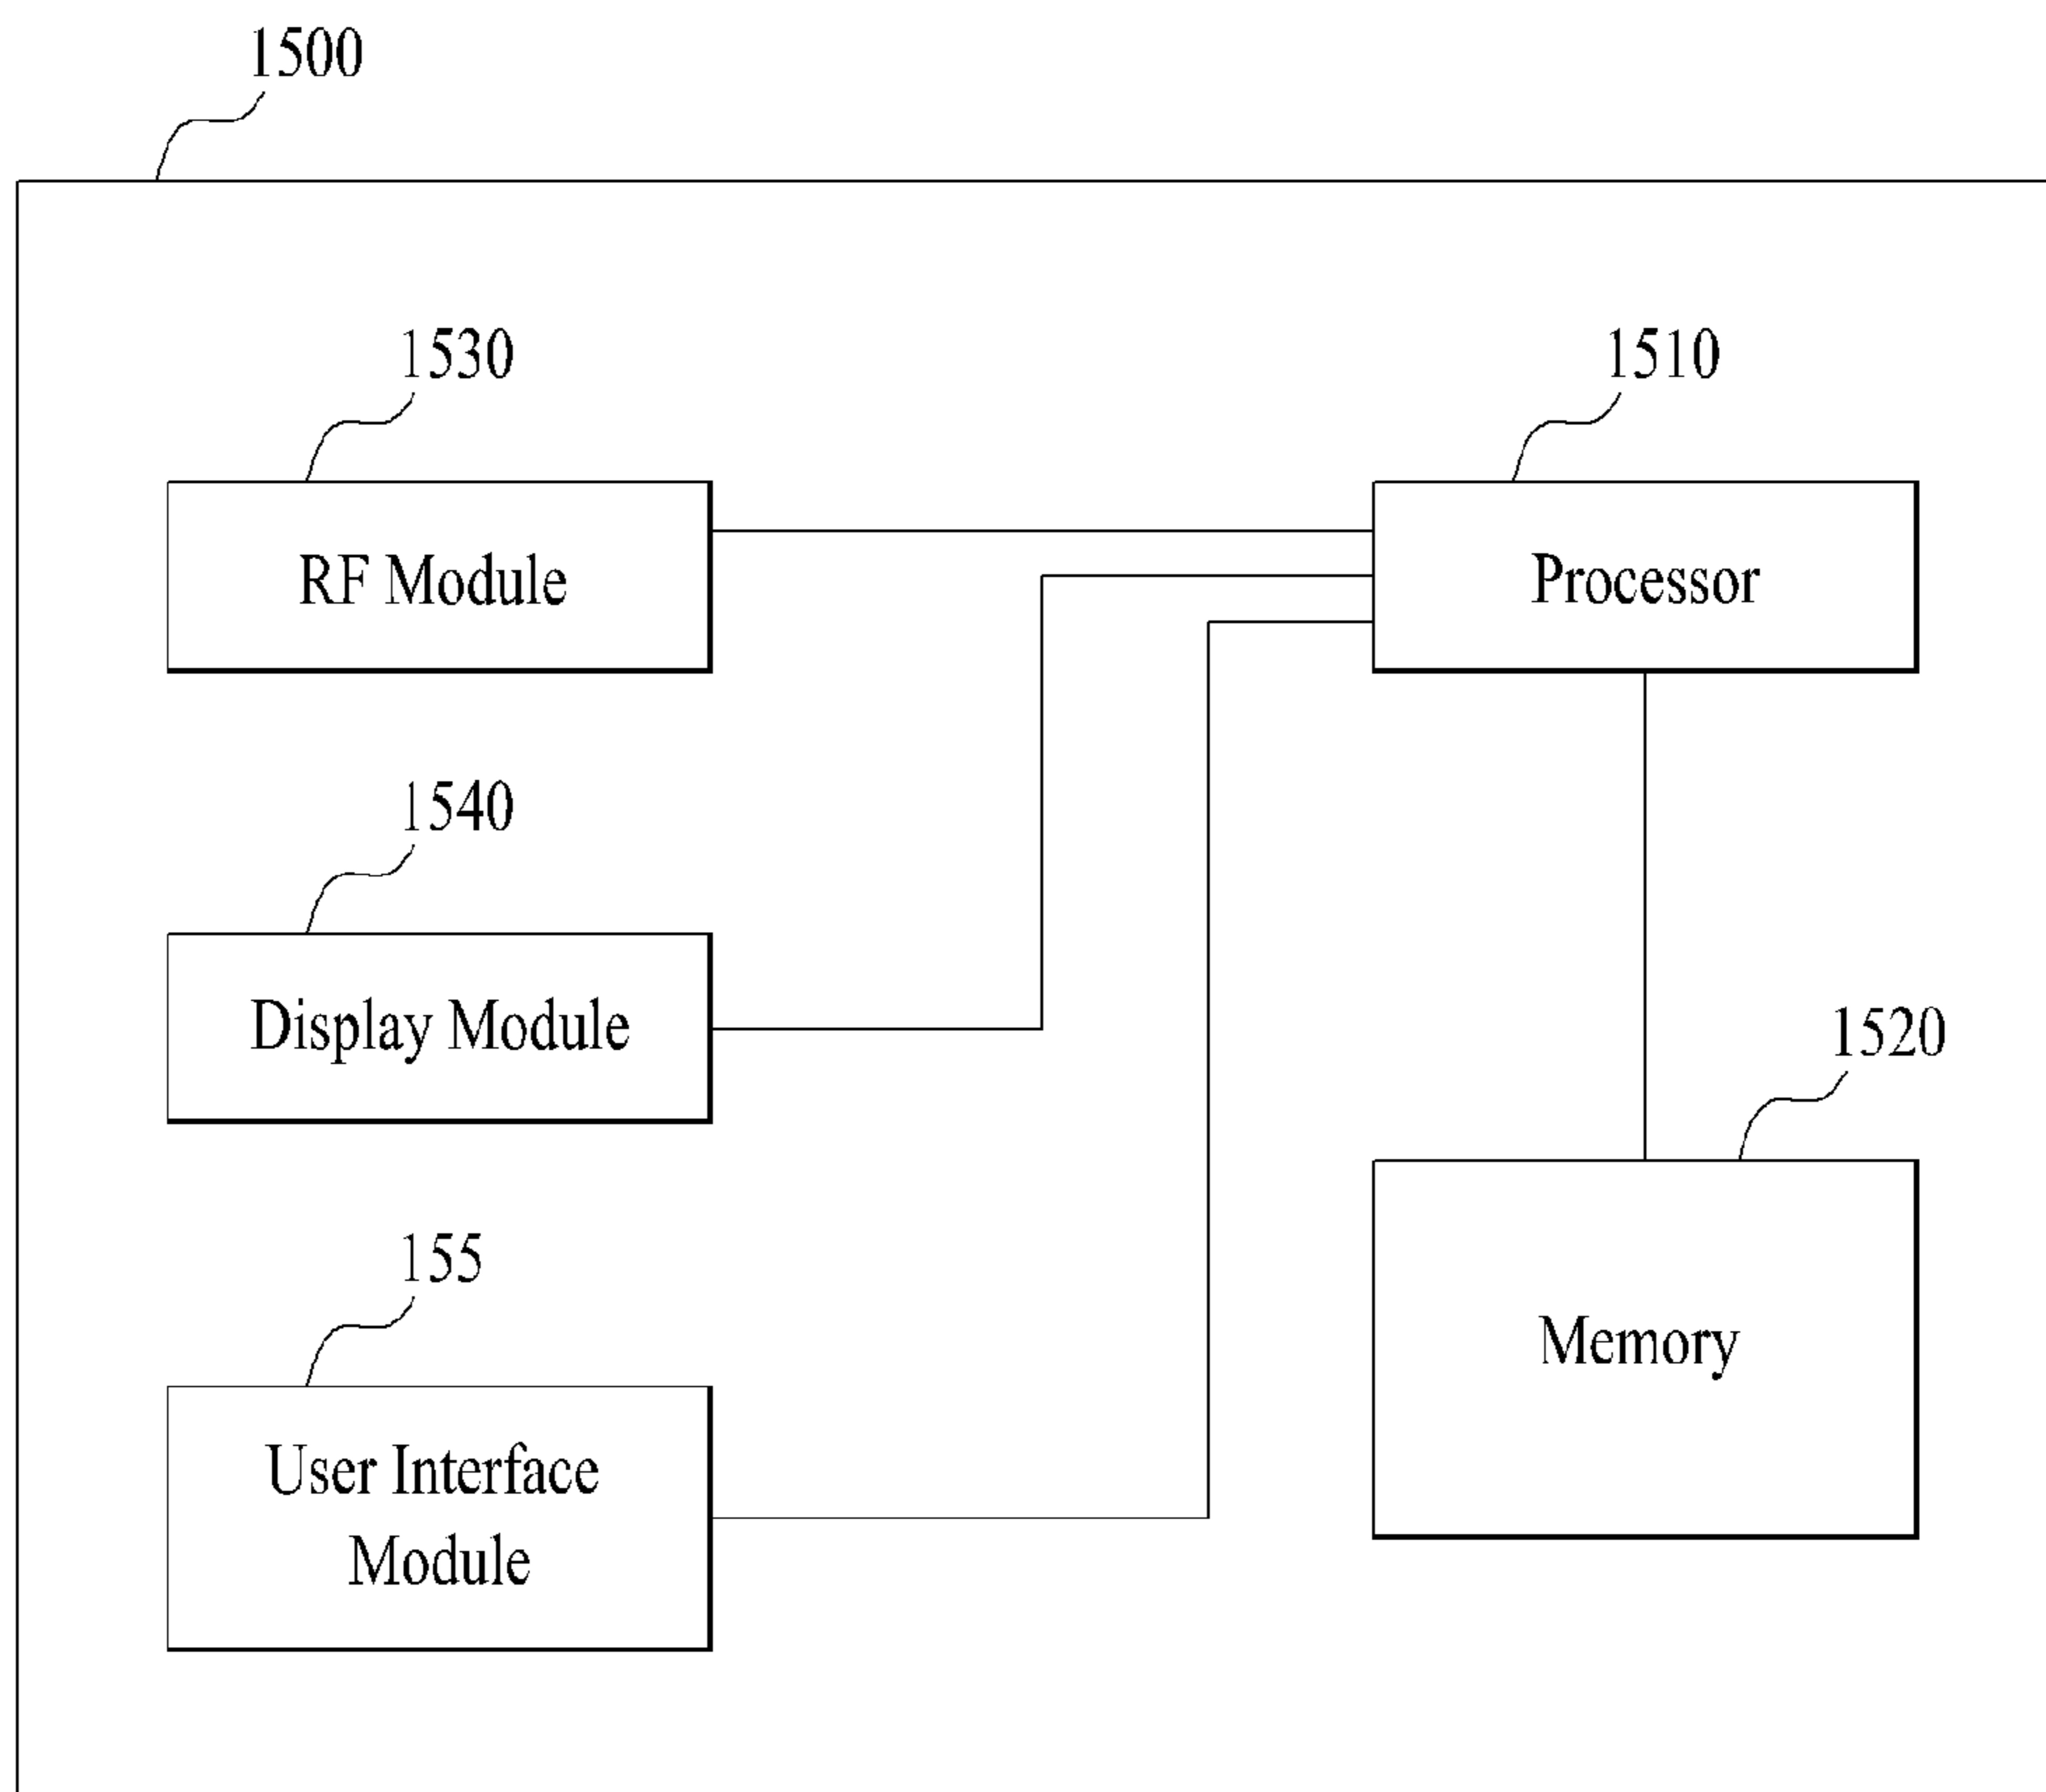 1500
1530
1510
RF Module
Processor
1540
Display Module
1520
155
Memory
User Interface
Module